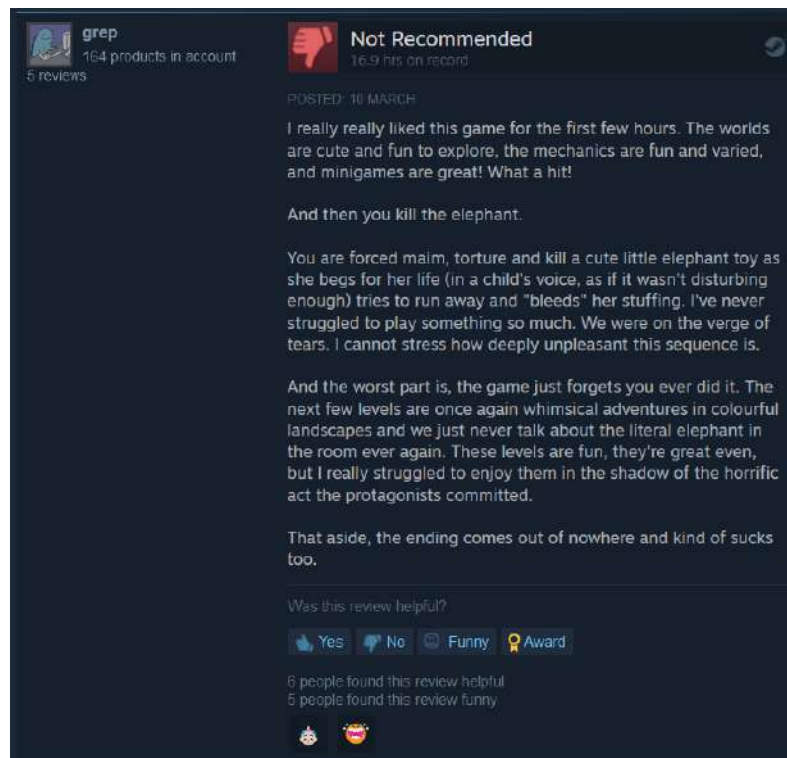 grep
164 products in account
5 reviews
Not Recommended
16.9 hrs on record
POSTED: 10 MARCH
I really really liked this game for the first few hours. The worlds
are cute and fun to explore, the mechanics are fun and varied,
and minigames are great! What a hit!
And then you kill the elephant.
You are forced maim, torture and kill a cute little elephant toy as
she begs for her life (in a child's voice, as if it wasn't disturbing
enough) tries to run away and "bleeds" her stuffing. I've never
struggled to play something so much. We were on the verge of
tears. I cannot stress how deeply unpleasant this sequence is.
And the worst part is, the game just forgets you ever did it. The
next few levels are once again whimsical adventures in colourful
landscapes and we just never talk about the literal elephant in
the room ever again. These levels are fun, they're great even,
but I really struggled to enjoy them in the shadow of the horrific
act the protagonists committed.
That aside, the ending comes out of nowhere and kind of sucks
too.
Was this review helpful?
Yes No Funny Award
6 people found this review helpful
5 people found this review funny